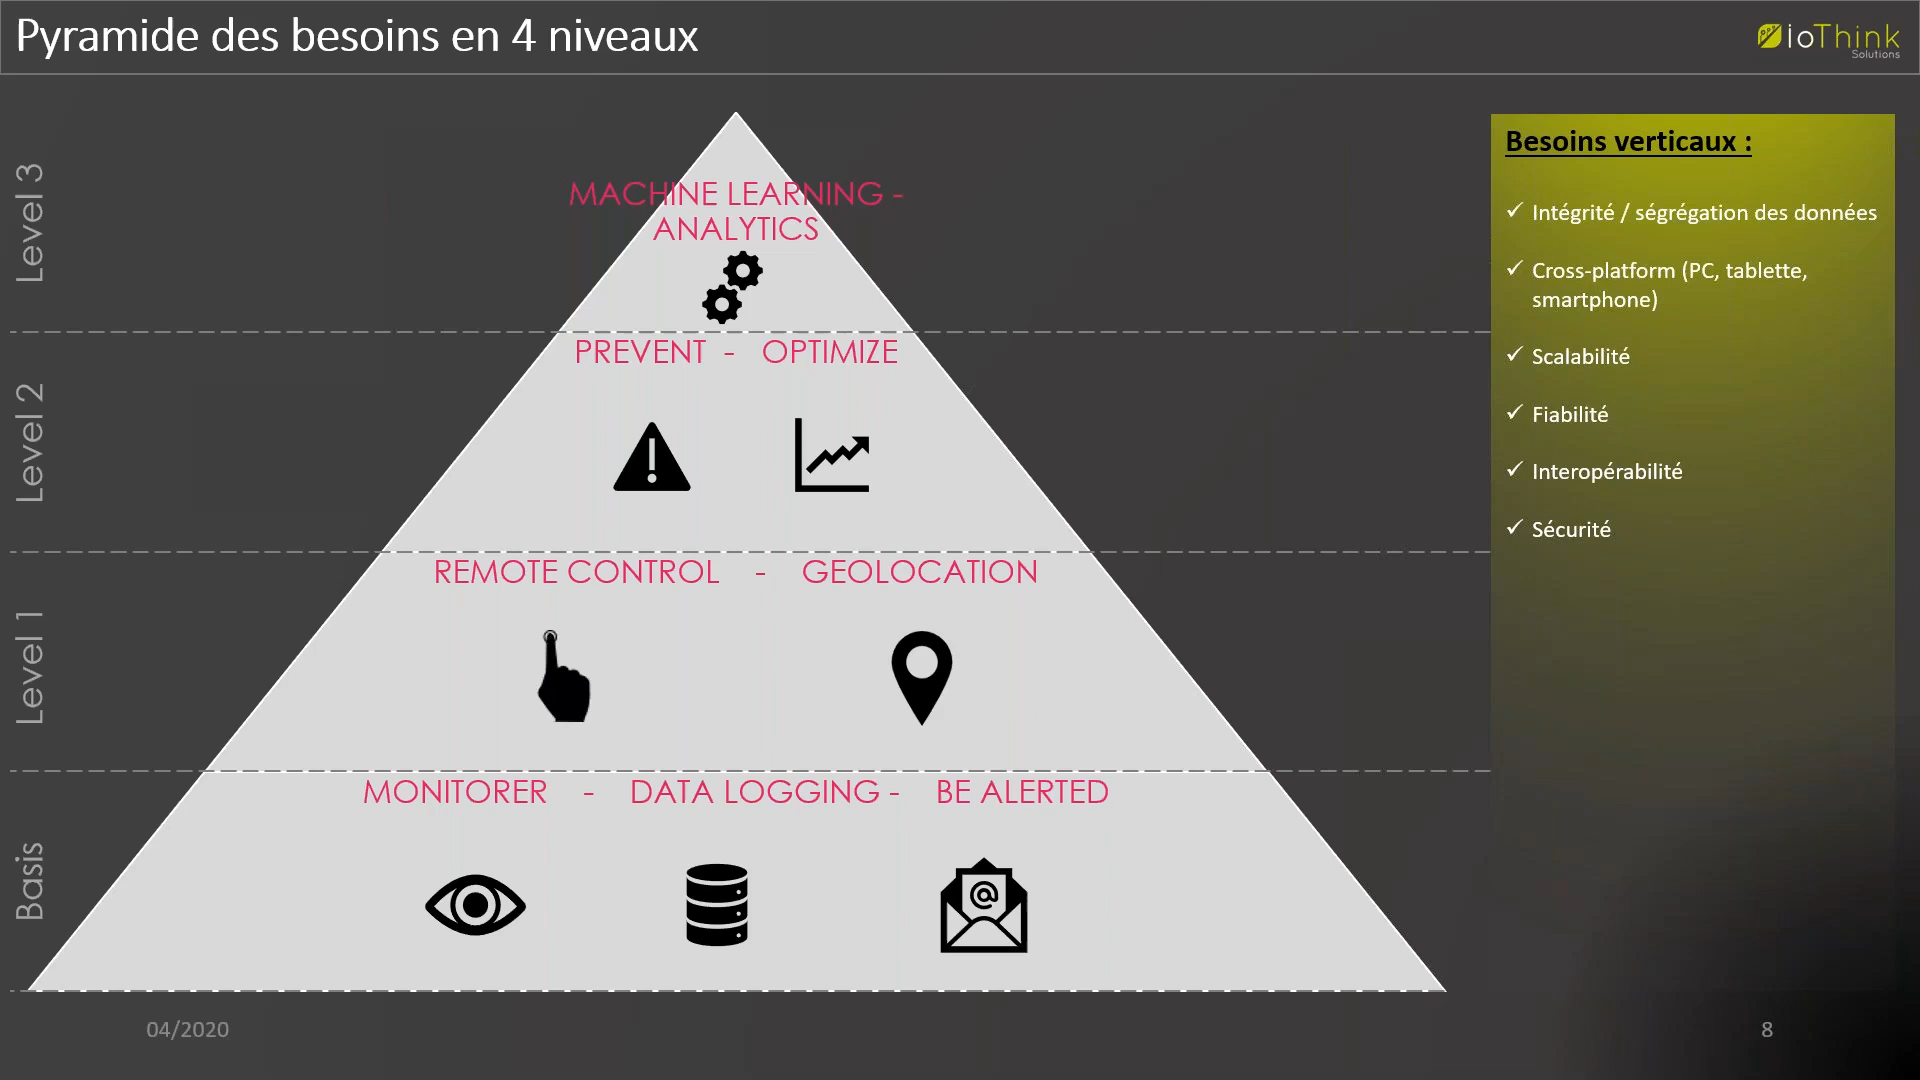 Pyramide des besoins en 4 niveaux
ioThink
Solutions
Level 3
MACHINE LEARNING -
ANALYTICS
Level 2
PREVENT - OPTIMIZE
Level 1
REMOTE CONTROL - GEOLOCATION
Basis
MONITORER - DATA LOGGING - BE ALERTED
@
Besoins verticaux :
✓ Intégrité / ségrégation des données
✓ Cross-platform (PC, tablette,
smartphone)
✓ Scalabilité
✓ Fiabilité
✓ Interopérabilité
✓ Sécurité
04/2020
8